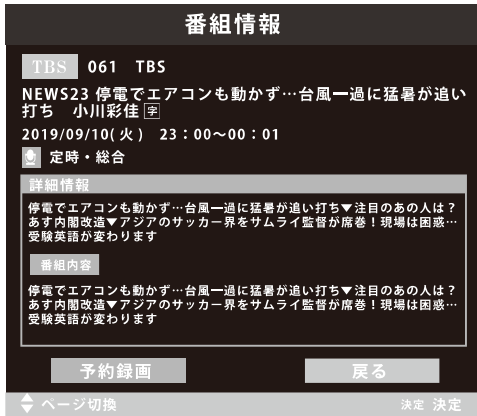 番組情報
TBS 061 TBS
NEWS23 停電でエアコンも動かず…台風一過に猛暑が追い
打ち 小川彩佳字
2019/09/10(火) 23:00〜00:01
定時・総合
詳細情報
停電でエアコンも動かず…台風一過に猛暑が追い打ち▼注目のあの人は?
あす内閣改造▼アジアのサッカー界をサムライ監督が席巻!現場は困惑…
受験英語が変わります
番組内容
停電でエアコンも動かず…台風一過に猛暑が追い打ち▼注目のあの人は?
あす内閣改造▼アジアのサッカー界をサムライ監督が席巻!現場は困惑…
受験英語が変わります
予約録画 戻る
ページ切換 決定 決定